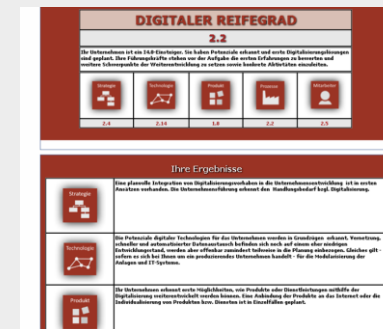 DIGITALER REIFEGRAD
2.2
Ihr Unternehmen ist ein I4.0-Einsteiger. Sie haben Potenziale erkannt und erste Digitalisierungslösungen
sind geplant. Ihre Führungskräfte stehen vor der Aufgabe die ersten Erfahrungen zu bewerten und
weitere Schwerpunkte der Weiterentwicklung zu setzen sowie konkrete Aktivitäten einzuleiten.
Strategie Technologie Produkt Prozesse Mitarbeiter
2.4 2.14 1.8 2.2 2.5
Ihre Ergebnisse
Strategie
Eine planvolle Integration von Digitalisierungsvorhaben in die Unternehmensentwicklung ist in ersten
Ansätzen vorhanden. Die Unternehmensführung erkennt den Handlungsbedarf bzgl. Digitalisierung.
Technologie
Die Potenziale digitaler Technologien für das Unternehmen werden in Grundzügen erkannt. Vernetzung,
schneller und automatisierter Datenaustausch befinden sich noch auf einem eher niedrigen
Entwicklungsstand, werden aber offenbar zumindest teilweise in die Planung einbezogen. Gleiches gilt -
sofern es sich bei Ihnen um ein produzierendes Unternehmen handelt - für die Modularisierung der
Anlagen und IT-Systeme.
Produkt
Ihr Unternehmen erkennt erste Möglichkeiten, wie Produkte oder Dienstleistungen mithilfe der
Digitalisierung weiterentwickelt werden können. Eine Anbindung der Produkte an das Internet oder die
Individualisierung von Produkten bzw. Diensten ist in Einzelfällen geplant.